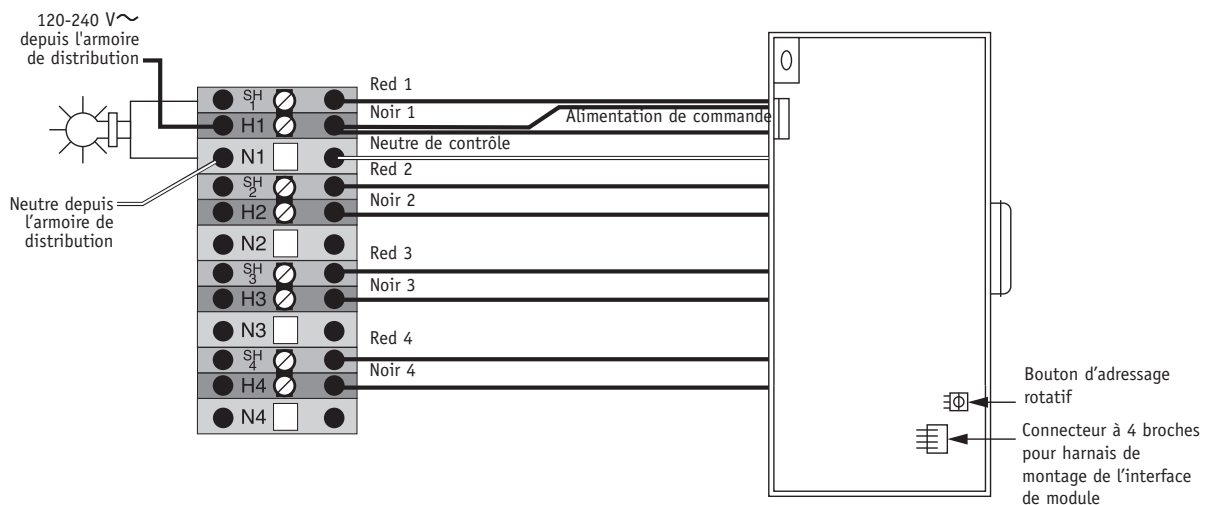 120-240 V~
depuis l'armoire
de distribution
Red 1
Noir 1
Alimentation de commande
Neutre de contrôle
Red 2
Noir 2
Red 3
Noir 3
Red 4
Noir 4
SH
1
H1
N1
SH
2
H2
N2
SH
3
H3
N3
SH
4
H4
N4
Neutre depuis
l'armoire de
distribution
Bouton d'adressage
rotatif
Connecteur à 4 broches
pour harnais de
montage de l'interface
de module